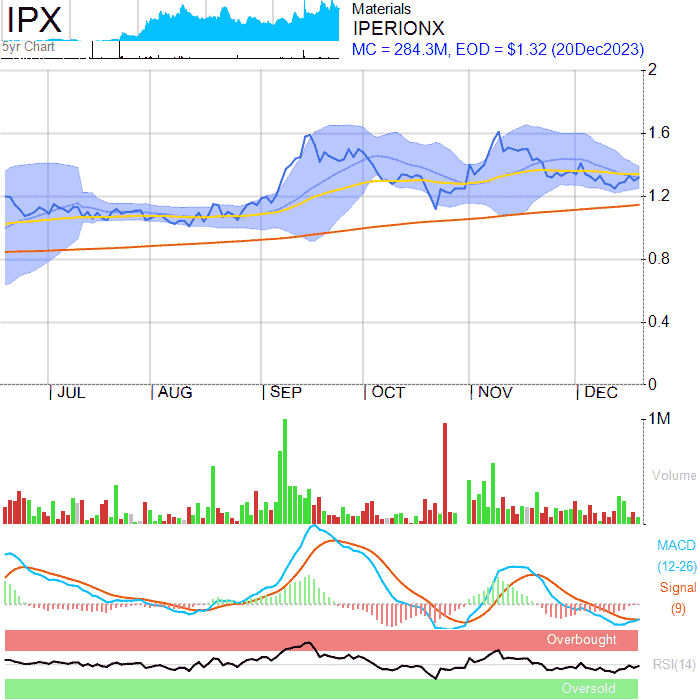 IPX
5yr Chart
Materials
IPERIONX
MC = 284.3M, EOD = $1.32 (20Dec2023)
2
1.6
1.2
0.8
0.4
0
JUL AUG SEP OCT NOV DEC
1M
Volume
MACD
(12-26)
Signal
(9)
Overbought
RSI(14)
Oversold